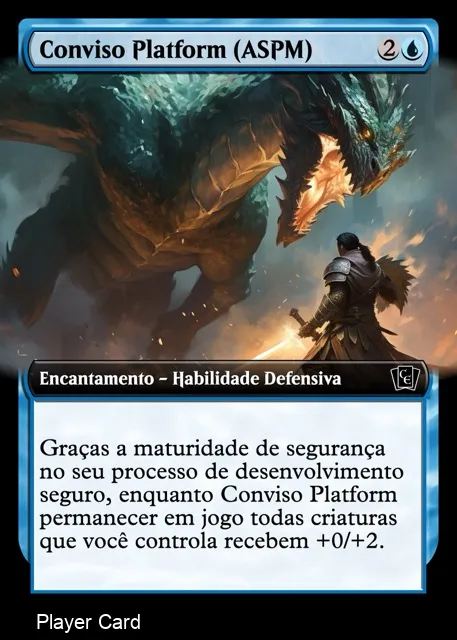 Conviso Platform (ASPM) 2
Encantamento – Habilidade Defensiva
C E
Graças a maturidade de segurança
no seu processo de desenvolvimento
seguro, enquanto Conviso Platform
permanecer em jogo todas criaturas
que você controla recebem +0/+2.
Player Card